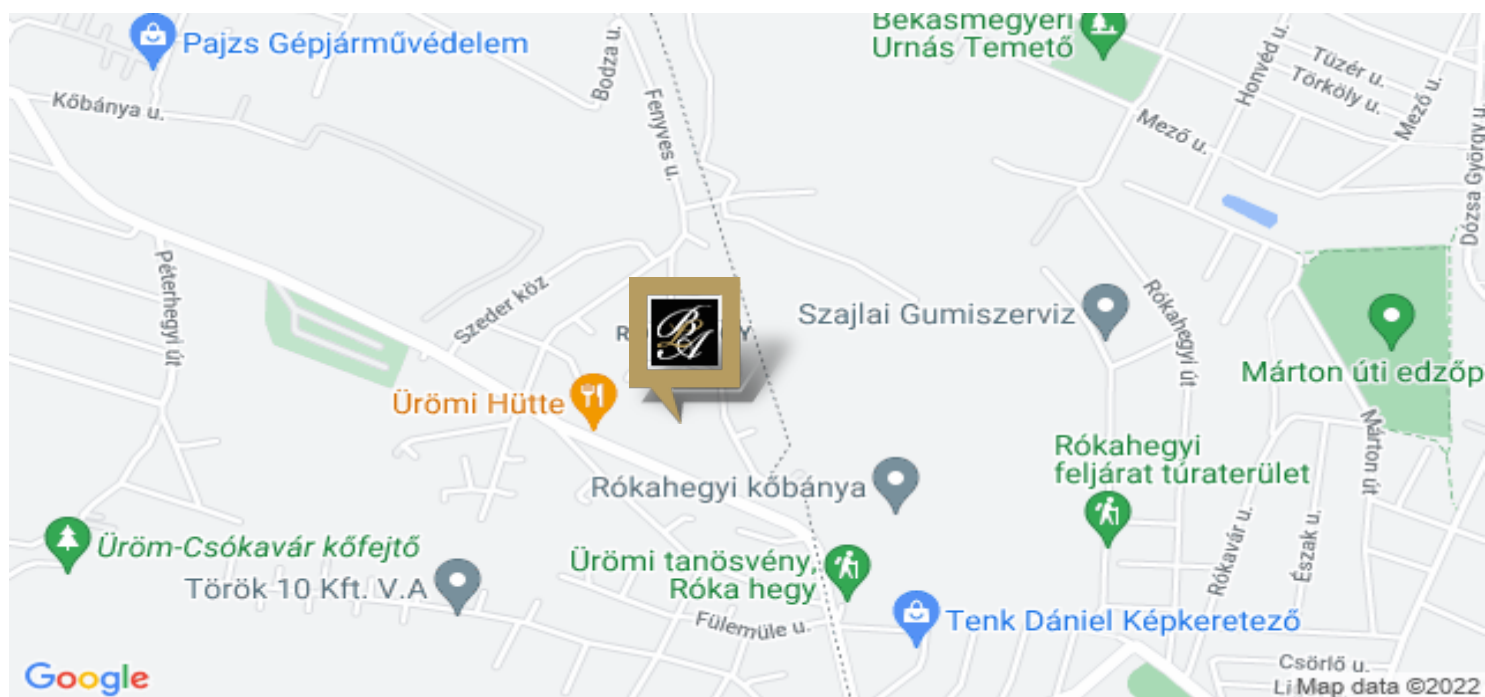 Pajzs Gépjárművédelem
Bodza u.
Békásmegyeri
Urnás Temető
Honvéd u.
Tüzér u.
Törköly u.
Mező u.
Kőbánya u.
Fenyves u.
Mező u.
Dózsa György u.
Péterhegyi út
Szeder köz
Szajlai Gumiszerviz
Rókahegyi út
BA
Márton úti edzőp
Ürömi Hütte
Márton út
Rókahegyi
feljárat túraterület
Rókahegyi kőbánya
Üröm-Csókavár kőfejtő
Rókavár u.
Észak u.
Török 10 Kft. V.A
Ürömi tanösvény,
Róka hegy
Fülemüle u.
Tenk Dániel Képkeretező
Csörlő u.
Google
Map data ©2022